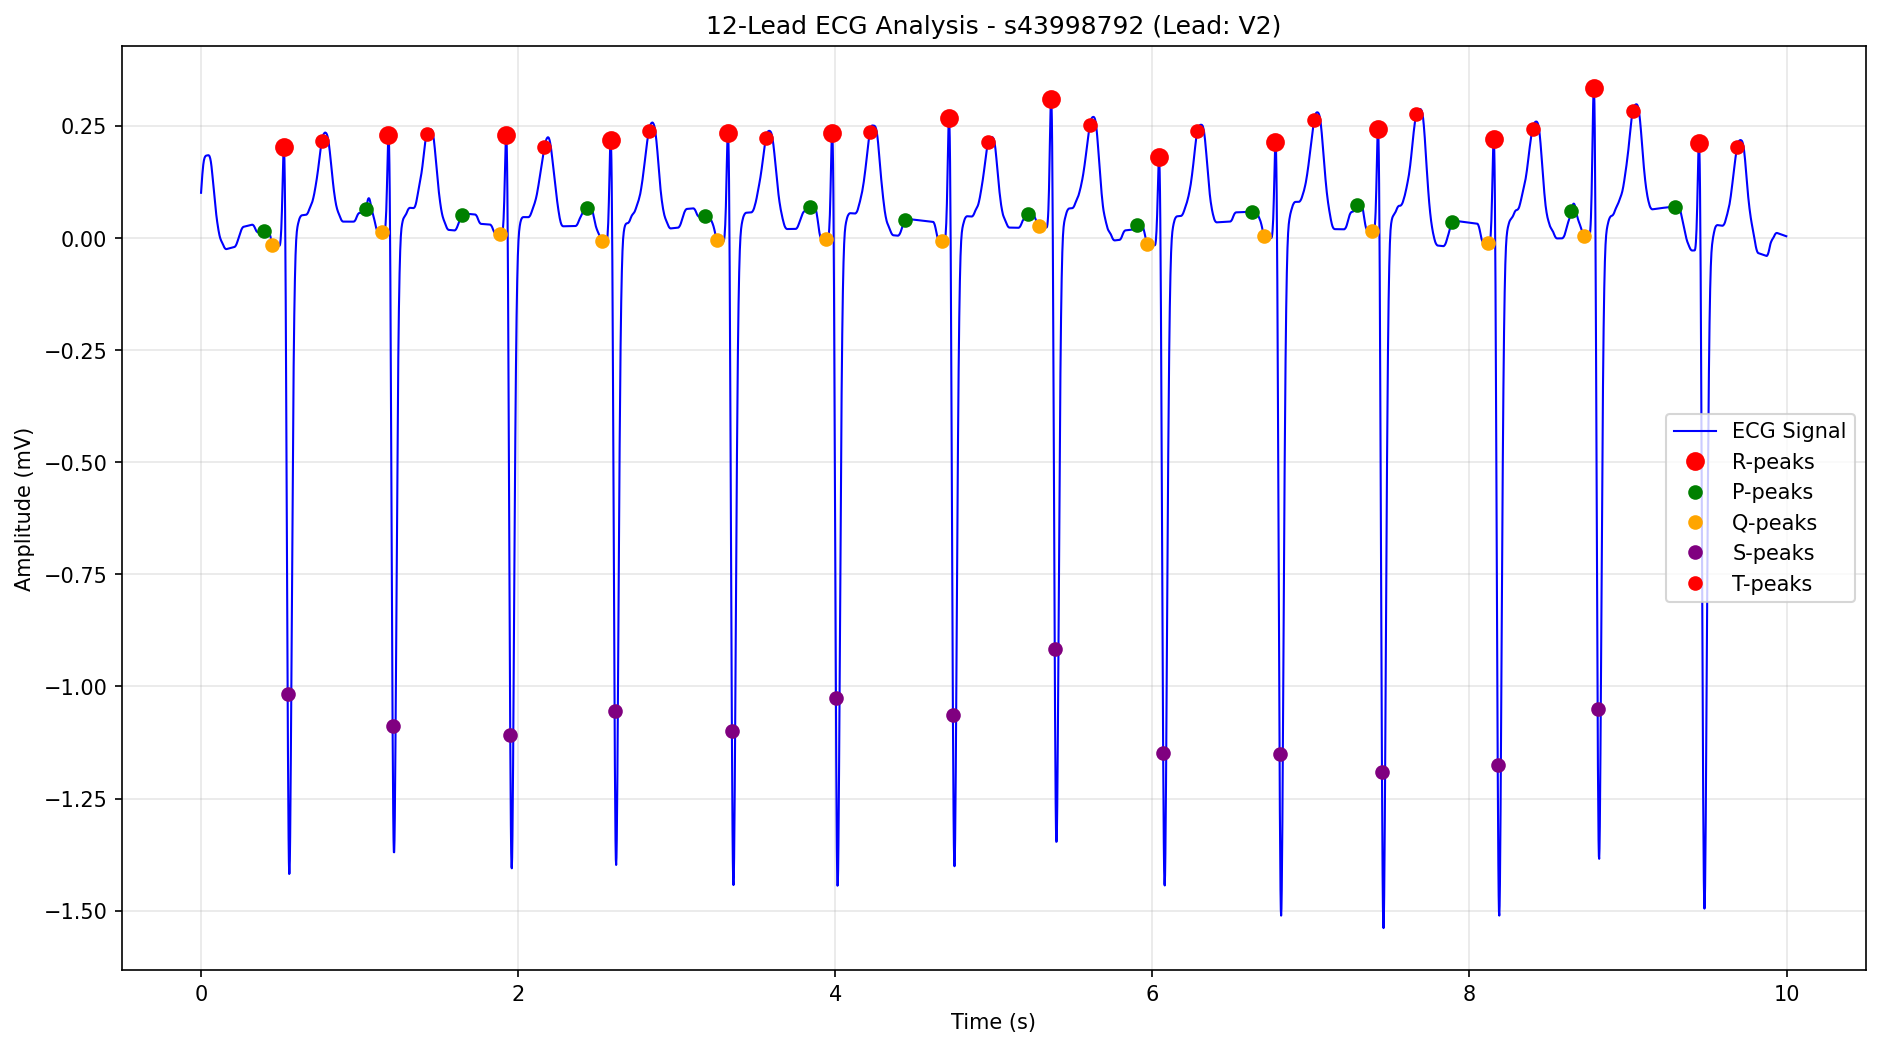 12-Lead ECG Analysis - s43998792 (Lead: V2)
Amplitude (mV)
0.25
0.00
−0.25
−0.50
−0.75
−1.00
−1.25
−1.50
ECG Signal
R-peaks
P-peaks
Q-peaks
S-peaks
T-peaks
0 2 4 6 8 10
Time (s)